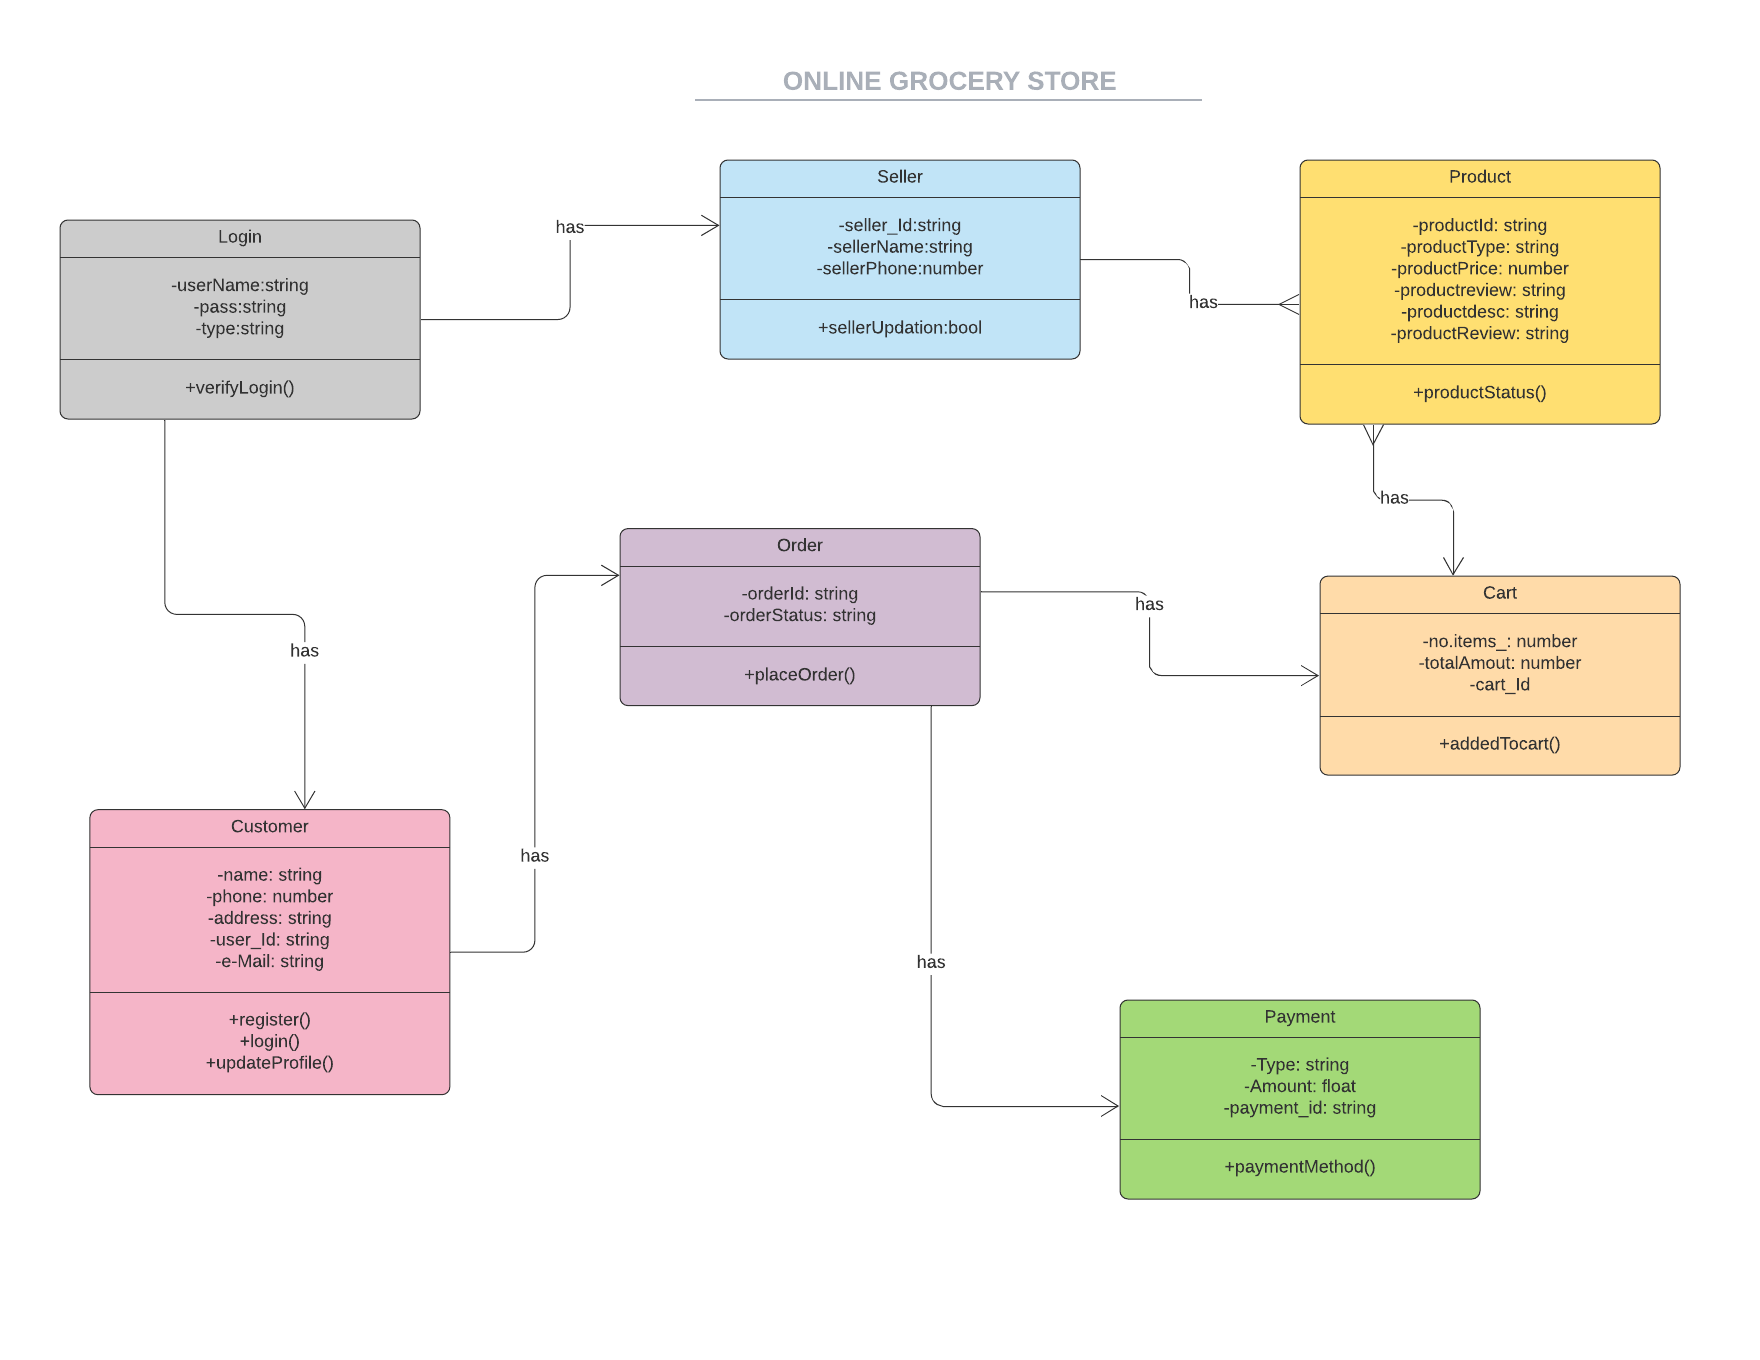 ONLINE GROCERY STORE
Login
-userName:string
-pass:string
-type:string
+verifyLogin()
has
Seller
-seller_Id:string
-sellerName:string
-sellerPhone:number
+sellerUpdation:bool
has
Product
-productId: string
-productType: string
-productPrice: number
-productreview: string
-productdesc: string
-productReview: string
+productStatus()
has
Order
-orderId: string
-orderStatus: string
+placeOrder()
has
Cart
-no.items_: number
-totalAmout: number
-cart_Id
+addedTocart()
has
Customer
-name: string
-phone: number
-address: string
-user_Id: string
-e-Mail: string
+register()
+login()
+updateProfile()
has
has
Payment
-Type: string
-Amount: float
-payment_id: string
+paymentMethod()